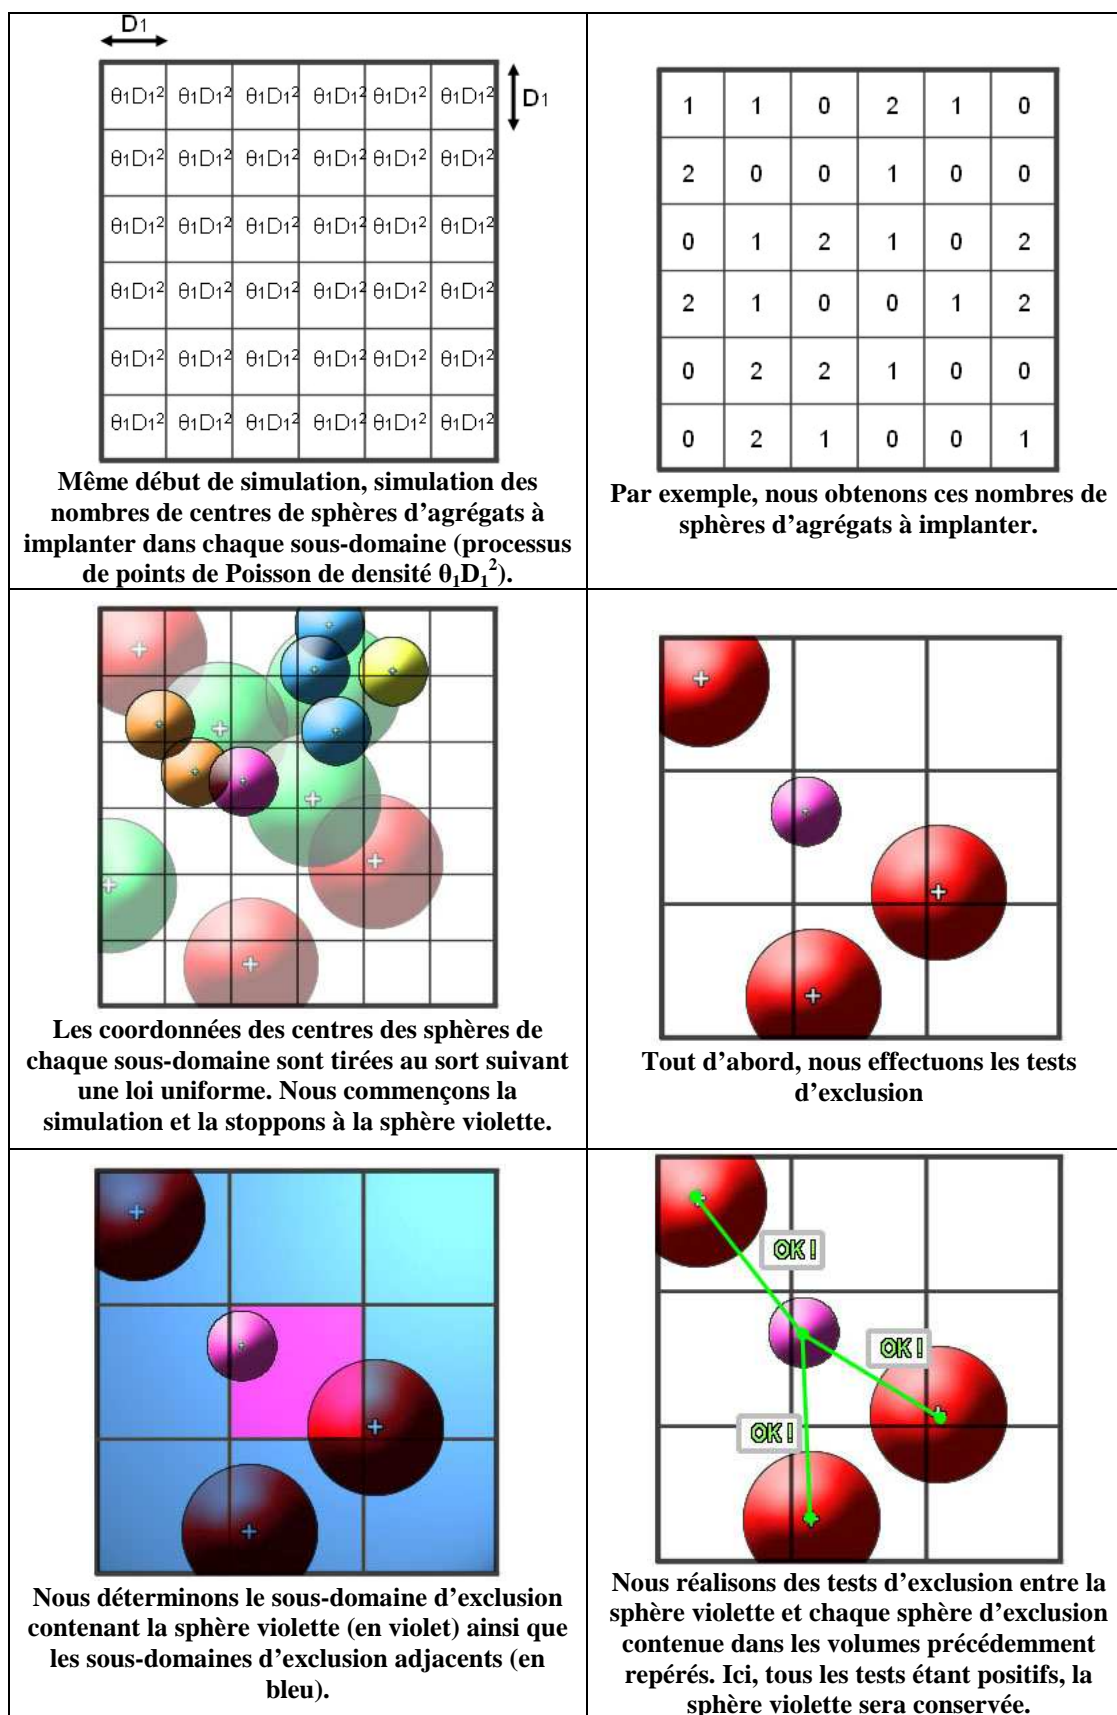 D1
θ1D1² θ1D1² θ1D1² θ1D1² θ1D1² θ1D1²
D1
θ1D1² θ1D1² θ1D1² θ1D1² θ1D1² θ1D1²
θ1D1² θ1D1² θ1D1² θ1D1² θ1D1² θ1D1²
θ1D1² θ1D1² θ1D1² θ1D1² θ1D1² θ1D1²
θ1D1² θ1D1² θ1D1² θ1D1² θ1D1² θ1D1²
θ1D1² θ1D1² θ1D1² θ1D1² θ1D1² θ1D1²
Même début de simulation, simulation des
nombres de centres de sphères d'agrégats à
implanter dans chaque sous-domaine (processus
de points de Poisson de densité θ₁D₁²).
1 1 0 2 1 0
2 0 0 1 0 0
0 1 2 1 0 2
2 1 0 0 1 2
0 2 2 1 0 0
0 2 1 0 0 1
Par exemple, nous obtenons ces nombres de
sphères d'agrégats à implanter.
Les coordonnées des centres des sphères de
chaque sous-domaine sont tirées au sort suivant
une loi uniforme. Nous commençons la
simulation et la stoppons à la sphère violette.
Tout d'abord, nous effectuons les tests
d'exclusion
Nous déterminons le sous-domaine d'exclusion
contenant la sphère violette (en violet) ainsi que
les sous-domaines d'exclusion adjacents (en
bleu).
OK !
OK !
OK !
Nous réalisons des tests d'exclusion entre la
sphère violette et chaque sphère d'exclusion
contenue dans les volumes précédemment
repérés. Ici, tous les tests étant positifs, la
sphère violette sera conservée.